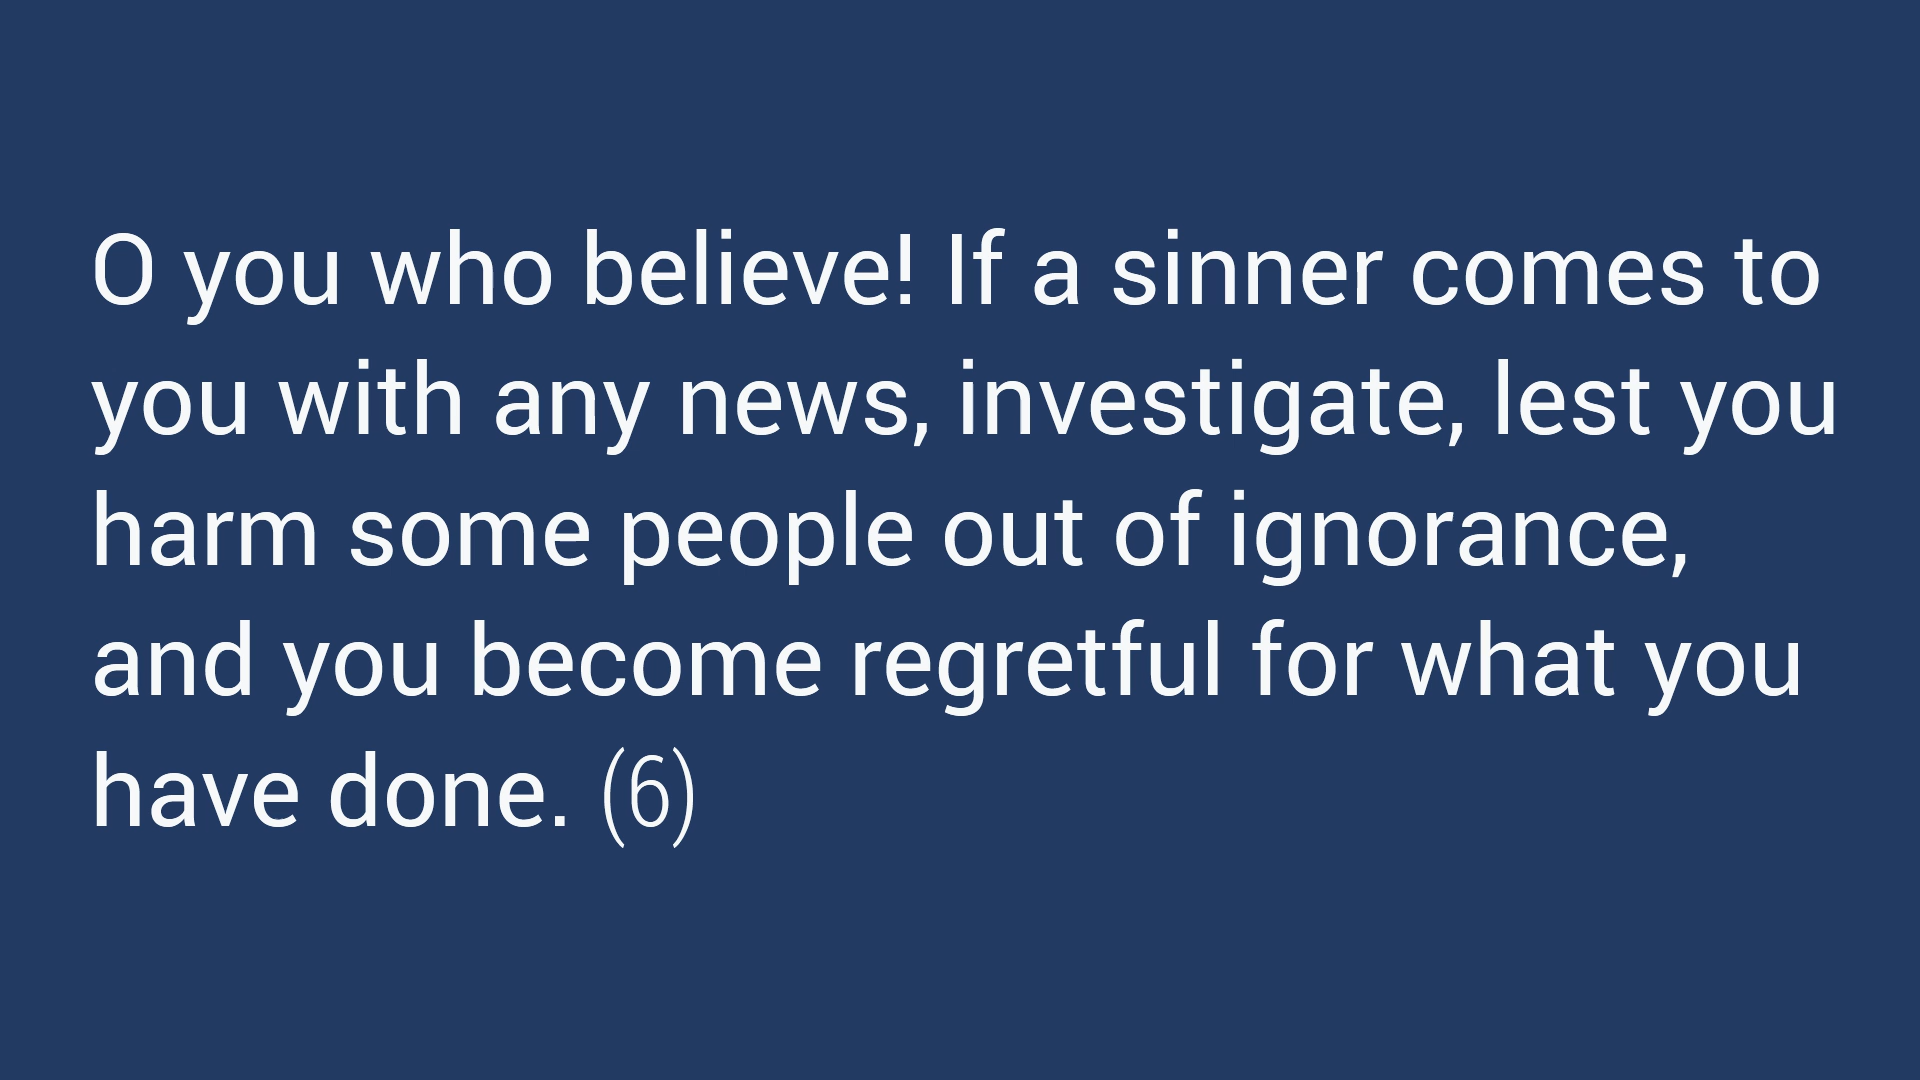 O you who believe! If a sinner comes to
you with any news, investigate, lest you
harm some people out of ignorance,
and you become regretful for what you
have done. (6)